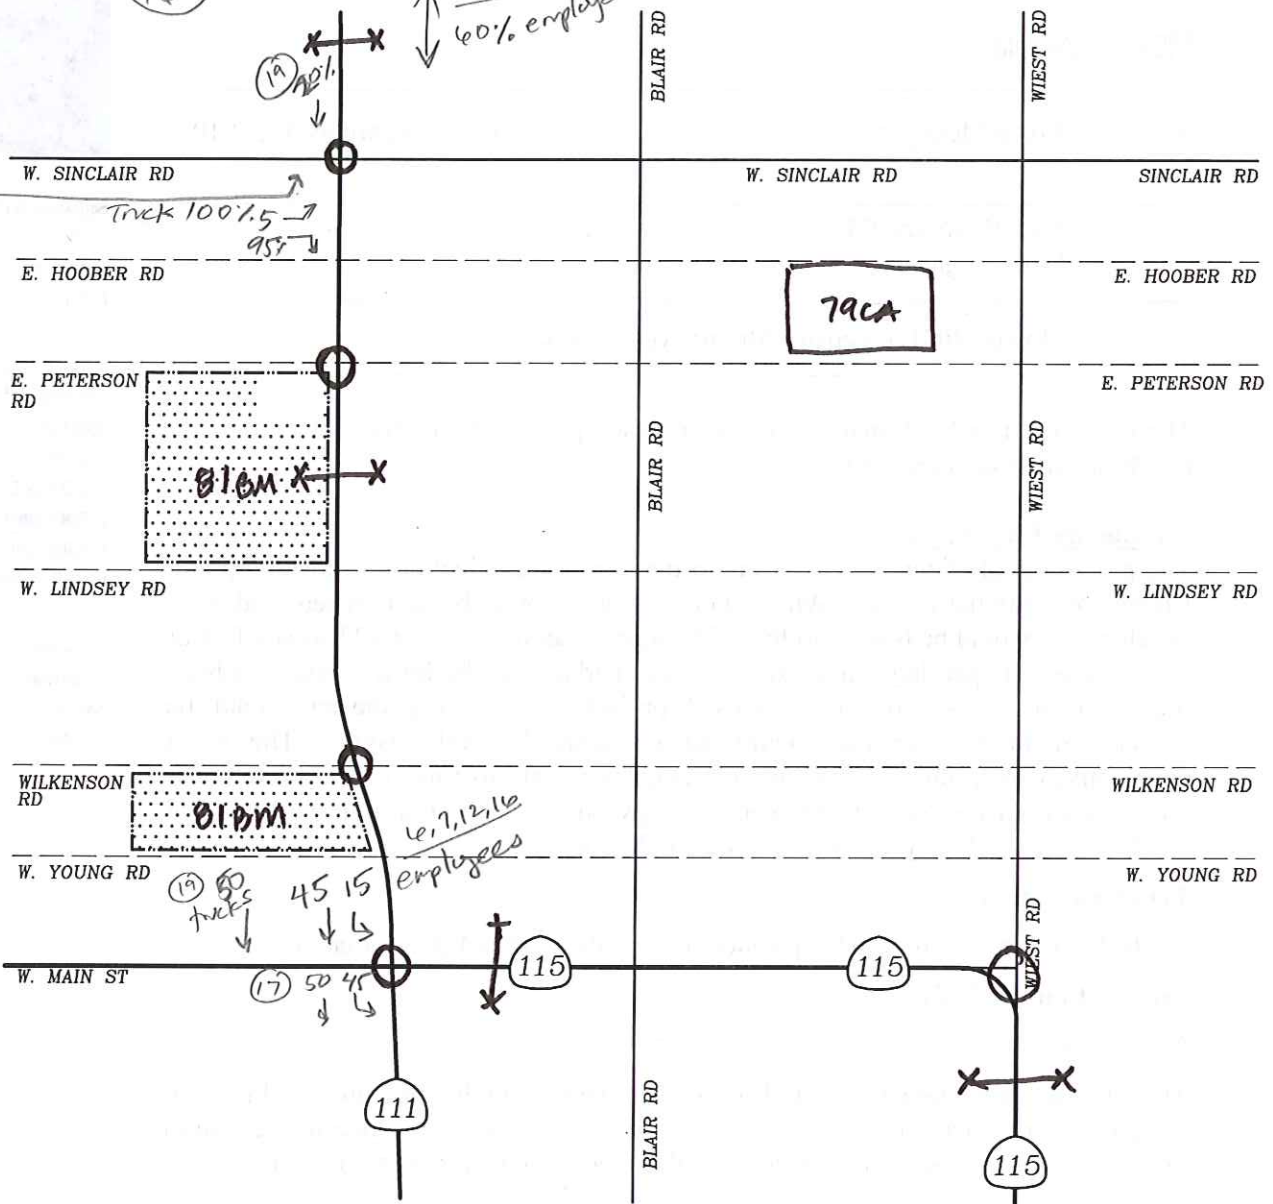 60% employe
BLAIR RD
WIEST RD
19 90%
W. SINCLAIR RD
W. SINCLAIR RD
SINCLAIR RD
Truck 100% 5
95%
E. HOOBER RD
E. HOOBER RD
79CA
E. PETERSON
RD
E. PETERSON RD
BLAIR RD
WIEST RD
81BM
W. LINDSEY RD
W. LINDSEY RD
WILKENSON
RD
WILKENSON RD
81BM
6, 7, 12, 16
employees
W. YOUNG RD
W. YOUNG RD
19 50 45 15
trucks
WIEST RD
W. MAIN ST
115
115
17 50 45
111
BLAIR RD
115